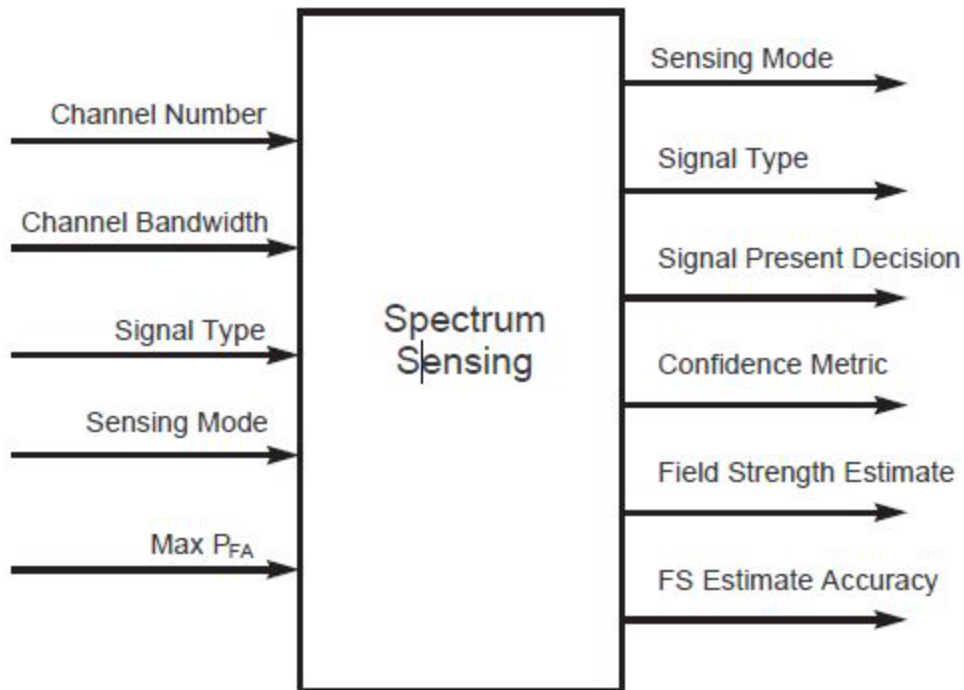 Channel Number
Channel Bandwidth
Signal Type
Sensing Mode
Max PFA
Spectrum
Sensing
Sensing Mode
Signal Type
Signal Present Decision
Confidence Metric
Field Strength Estimate
FS Estimate Accuracy